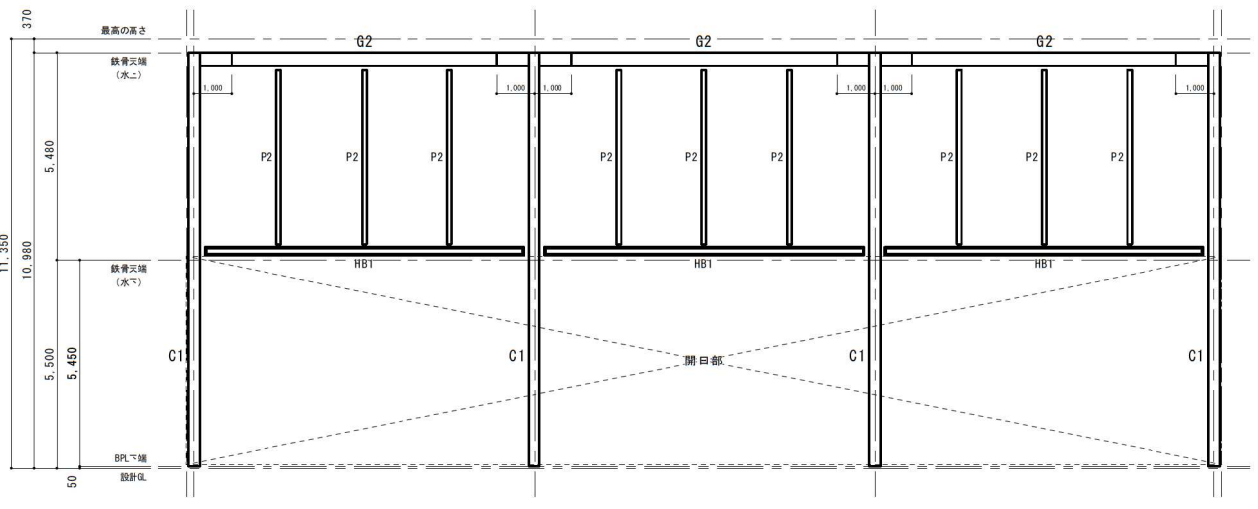 370
最高の高さ
G2
G2
G2
鉄骨天端
(水上)
1,000
1,000
1,000
1,000
1,000
1,000
5,480
P2
P2
P2
P2
P2
P2
P2
P2
P2
11,350
10,980
鉄骨天端
(水下)
HB1
HB1
HB1
5,500
5,450
C1
C1
開口部
C1
C1
BPL下端
50
設計GL